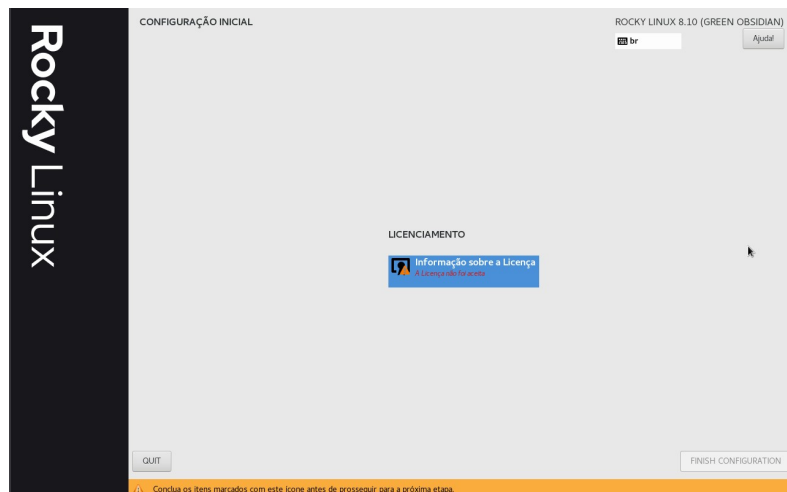 Rocky Linux
CONFIGURAÇÃO INICIAL
ROCKY LINUX 8.10 (GREEN OBSIDIAN)
br
Ajuda!
LICENCIAMENTO
Informação sobre a Licença
A Licença não foi aceita
QUIT
FINISH CONFIGURATION
Conclua os itens marcados com este ícone antes de prosseguir para a próxima etapa.